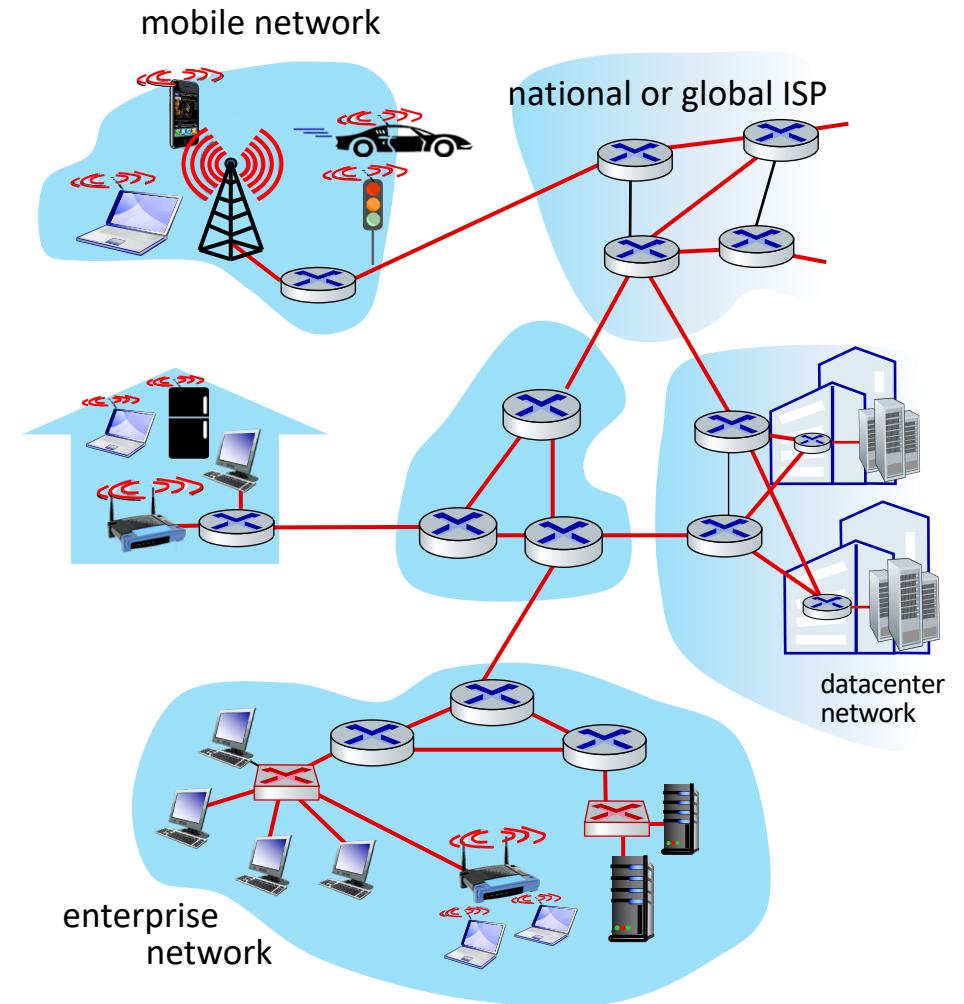 mobile network
national or global ISP
datacenter
network
enterprise
network